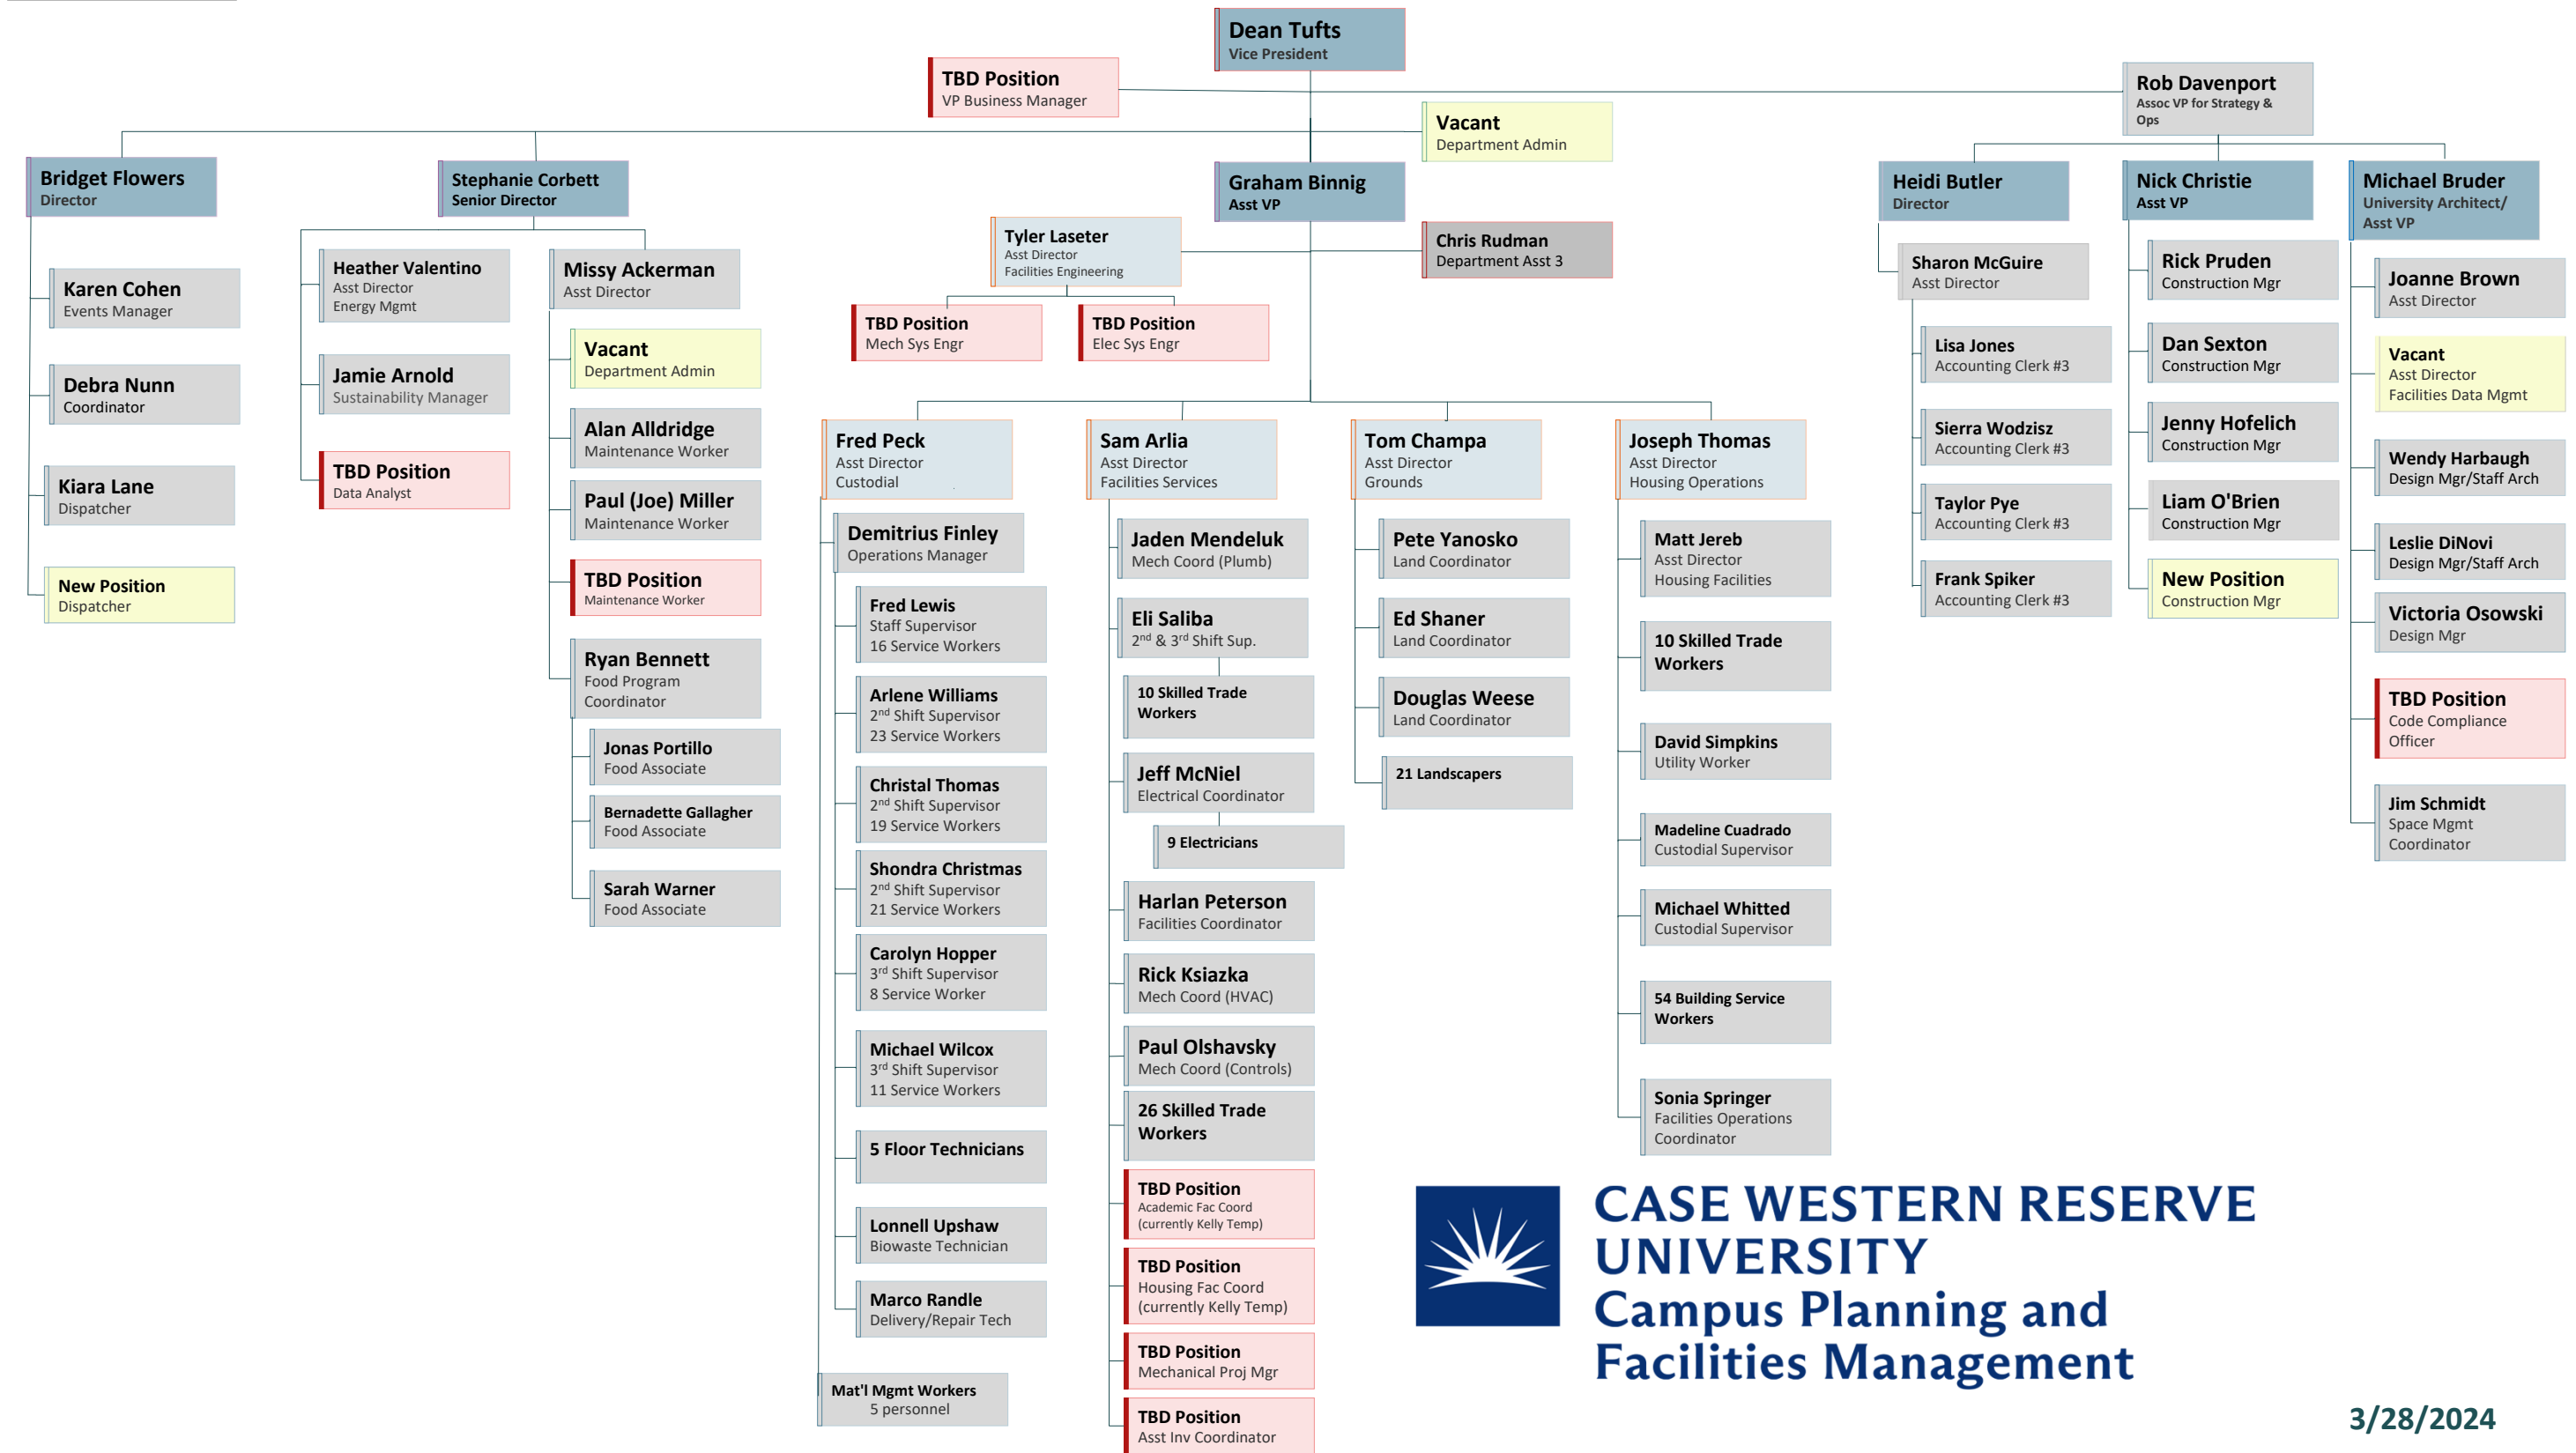 Dean Tufts
Vice President
TBD Position
VP Business Manager
Rob Davenport
Assoc VP for Strategy &
Ops
Vacant
Department Admin
Bridget Flowers
Director
Stephanie Corbett
Senior Director
Graham Binnig
Asst VP
Heidi Butler
Director
Nick Christie
Asst VP
Michael Bruder
University Architect/
Asst VP
Tyler Laseter
Asst Director
Facilities Engineering
Chris Rudman
Department Asst 3
TBD Position
Mech Sys Engr
TBD Position
Elec Sys Engr
Karen Cohen
Events Manager
Debra Nunn
Coordinator
Kiara Lane
Dispatcher
New Position
Dispatcher
Heather Valentino
Asst Director
Energy Mgmt
Jamie Arnold
Sustainability Manager
TBD Position
Data Analyst
Missy Ackerman
Asst Director
Vacant
Department Admin
Alan Alldridge
Maintenance Worker
Paul (Joe) Miller
Maintenance Worker
TBD Position
Maintenance Worker
Ryan Bennett
Food Program
Coordinator
Jonas Portillo
Food Associate
Bernadette Gallagher
Food Associate
Sarah Warner
Food Associate
Fred Peck
Asst Director
Custodial
Demitrius Finley
Operations Manager
Fred Lewis
Staff Supervisor
16 Service Workers
Arlene Williams
2nd Shift Supervisor
23 Service Workers
Christal Thomas
2nd Shift Supervisor
19 Service Workers
Shondra Christmas
2nd Shift Supervisor
21 Service Workers
Carolyn Hopper
3rd Shift Supervisor
8 Service Worker
Michael Wilcox
3rd Shift Supervisor
11 Service Workers
5 Floor Technicians
Lonnell Upshaw
Biowaste Technician
Marco Randle
Delivery/Repair Tech
Mat'l Mgmt Workers
5 personnel
Sam Arlia
Asst Director
Facilities Services
Jaden Mendeluk
Mech Coord (Plumb)
Eli Saliba
2nd & 3rd Shift Sup.
10 Skilled Trade
Workers
Jeff McNiel
Electrical Coordinator
9 Electricians
Harlan Peterson
Facilities Coordinator
Rick Ksiazka
Mech Coord (HVAC)
Paul Olshavsky
Mech Coord (Controls)
26 Skilled Trade
Workers
TBD Position
Academic Fac Coord
(currently Kelly Temp)
TBD Position
Housing Fac Coord
(currently Kelly Temp)
TBD Position
Mechanical Proj Mgr
TBD Position
Asst Inv Coordinator
Tom Champa
Asst Director
Grounds
Pete Yanosko
Land Coordinator
Ed Shaner
Land Coordinator
Douglas Weese
Land Coordinator
21 Landscapers
Joseph Thomas
Asst Director
Housing Operations
Matt Jereb
Asst Director
Housing Facilities
10 Skilled Trade
Workers
David Simpkins
Utility Worker
Madeline Cuadrado
Custodial Supervisor
Michael Whitted
Custodial Supervisor
54 Building Service
Workers
Sonia Springer
Facilities Operations
Coordinator
Sharon McGuire
Asst Director
Lisa Jones
Accounting Clerk #3
Sierra Wodzisz
Accounting Clerk #3
Taylor Pye
Accounting Clerk #3
Frank Spiker
Accounting Clerk #3
Rick Pruden
Construction Mgr
Dan Sexton
Construction Mgr
Jenny Hofelich
Construction Mgr
Liam O'Brien
Construction Mgr
New Position
Construction Mgr
Joanne Brown
Asst Director
Vacant
Asst Director
Facilities Data Mgmt
Wendy Harbaugh
Design Mgr/Staff Arch
Leslie DiNovi
Design Mgr/Staff Arch
Victoria Osowski
Design Mgr
TBD Position
Code Compliance
Officer
Jim Schmidt
Space Mgmt
Coordinator
CASE WESTERN RESERVE
UNIVERSITY
Campus Planning and
Facilities Management
3/28/2024